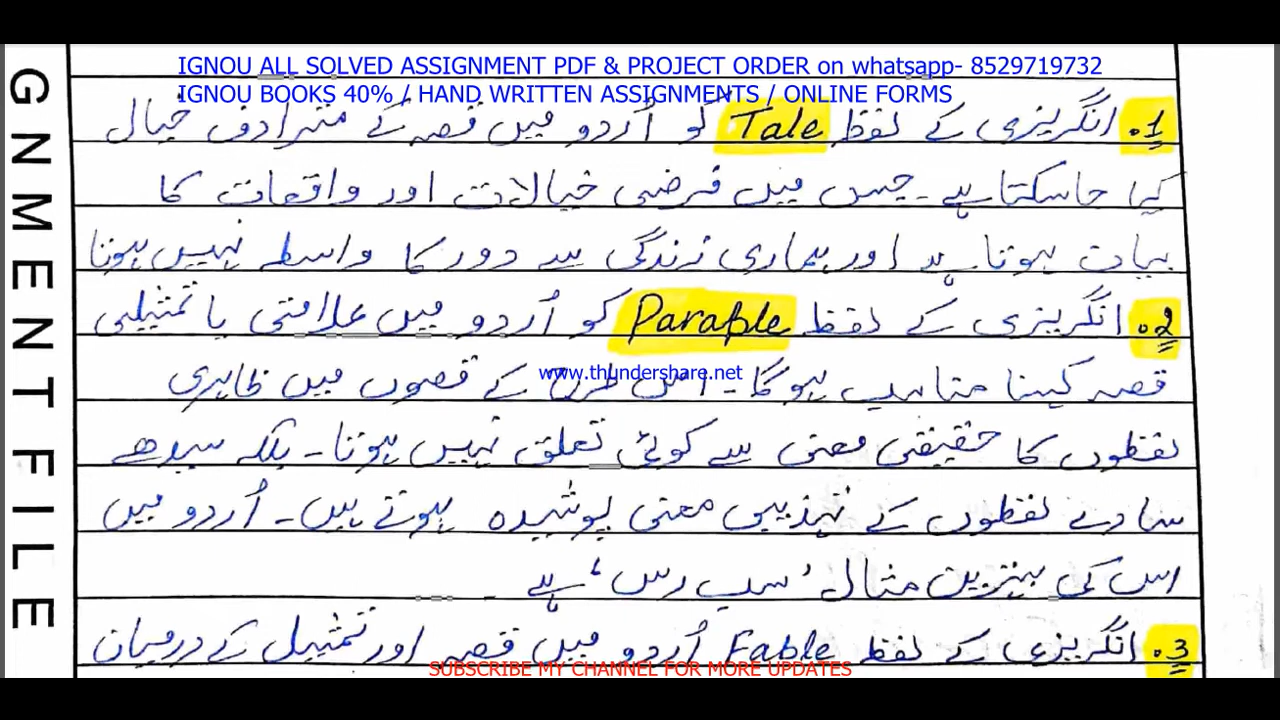 IGNOU ALL SOLVED ASSIGNMENT PDF & PROJECT ORDER on whatsapp- 8529719732
IGNOU BOOKS 40% / HAND WRITTEN ASSIGNMENTS / ONLINE FORMS
GNMENT FILE
1. انگریزی کے لفظ Tale کو اُردو میں قصہ کے مترادف خیال
کیا جاسکتا ہے۔ جس میں فرضی خیالات اور واقعات کا
بیان ہوتا ہے اور ہماری زندگی سے دور کا واسطہ نہیں ہوتا
2. انگریزی کے لفظ Parable کو اُردو میں علامتی یا تمثیلی
قصہ کہنا مناسب ہوگا۔ اس طرح کے قصوں میں ظاہری
www.thundershare.net
لفظوں کا حقیقی معنی سے کوئی تعلق نہیں ہوتا۔ بلکہ سیدھے
سادے لفظوں کے تہذیبی معنی پوشیدہ ہوتے ہیں۔ اُردو میں
اس کی بہترین مثال 'سب رس' ہے۔
3. انگریزی کے لفظ Fable اُردو میں قصہ اور تمثیل کے درمیان
SUBSCRIBE MY CHANNEL FOR MORE UPDATES